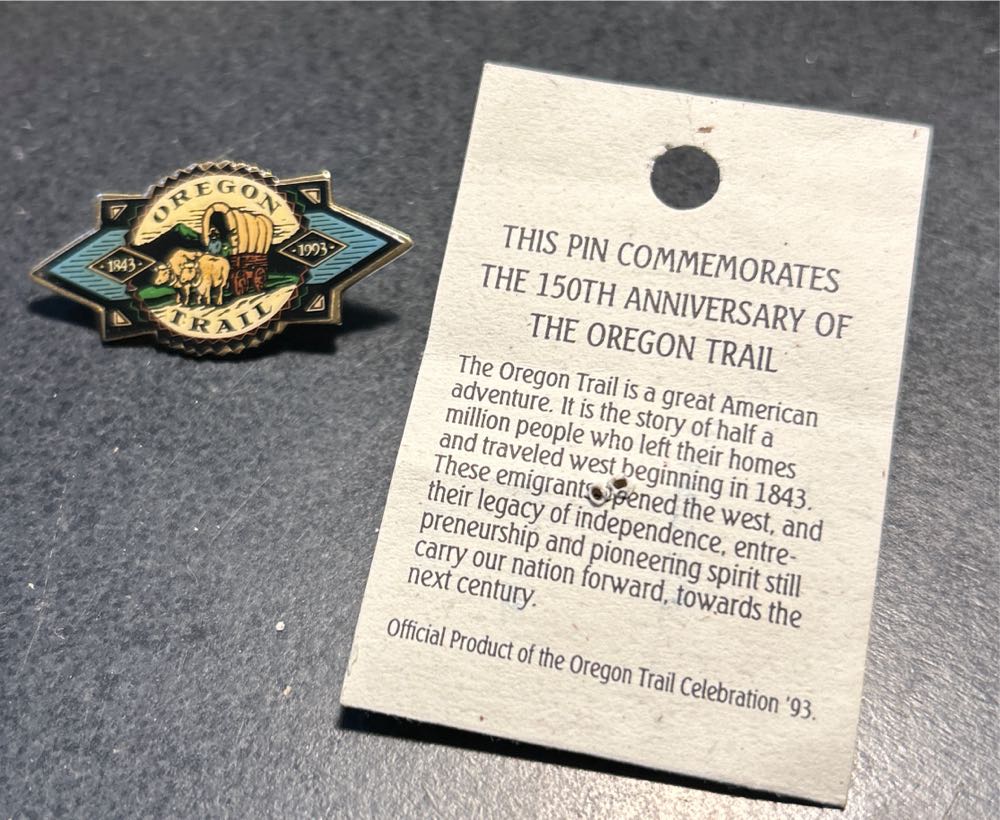 OREGON
·1843·
·1993·
TRAIL
THIS PIN COMMEMORATES
THE 150TH ANNIVERSARY OF
THE OREGON TRAIL
The Oregon Trail is a great American
adventure. It is the story of half a
million people who left their homes
and traveled west beginning in 1843.
These emigrants opened the west, and
their legacy of independence, entre-
preneurship and pioneering spirit still
carry our nation forward, towards the
next century.
Official Product of the Oregon Trail Celebration '93.